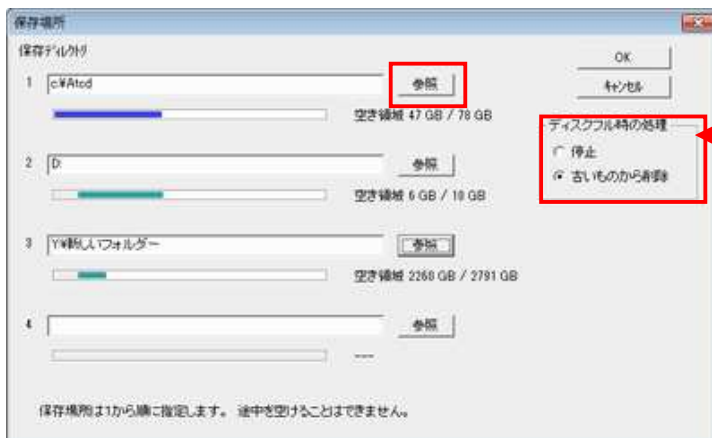 保存場所
保存ディレクトリ
OK
キャンセル
1 c:¥Atcd 参照
空き領域 47 GB / 78 GB
ディスクフル時の処理
停止
古いものから削除
2 D: 参照
空き領域 6 GB / 10 GB
3 Y:¥新しいフォルダー 参照
空き領域 2268 GB / 2791 GB
4 参照
---
保存場所は1から順に指定します。 途中を空けることはできません。